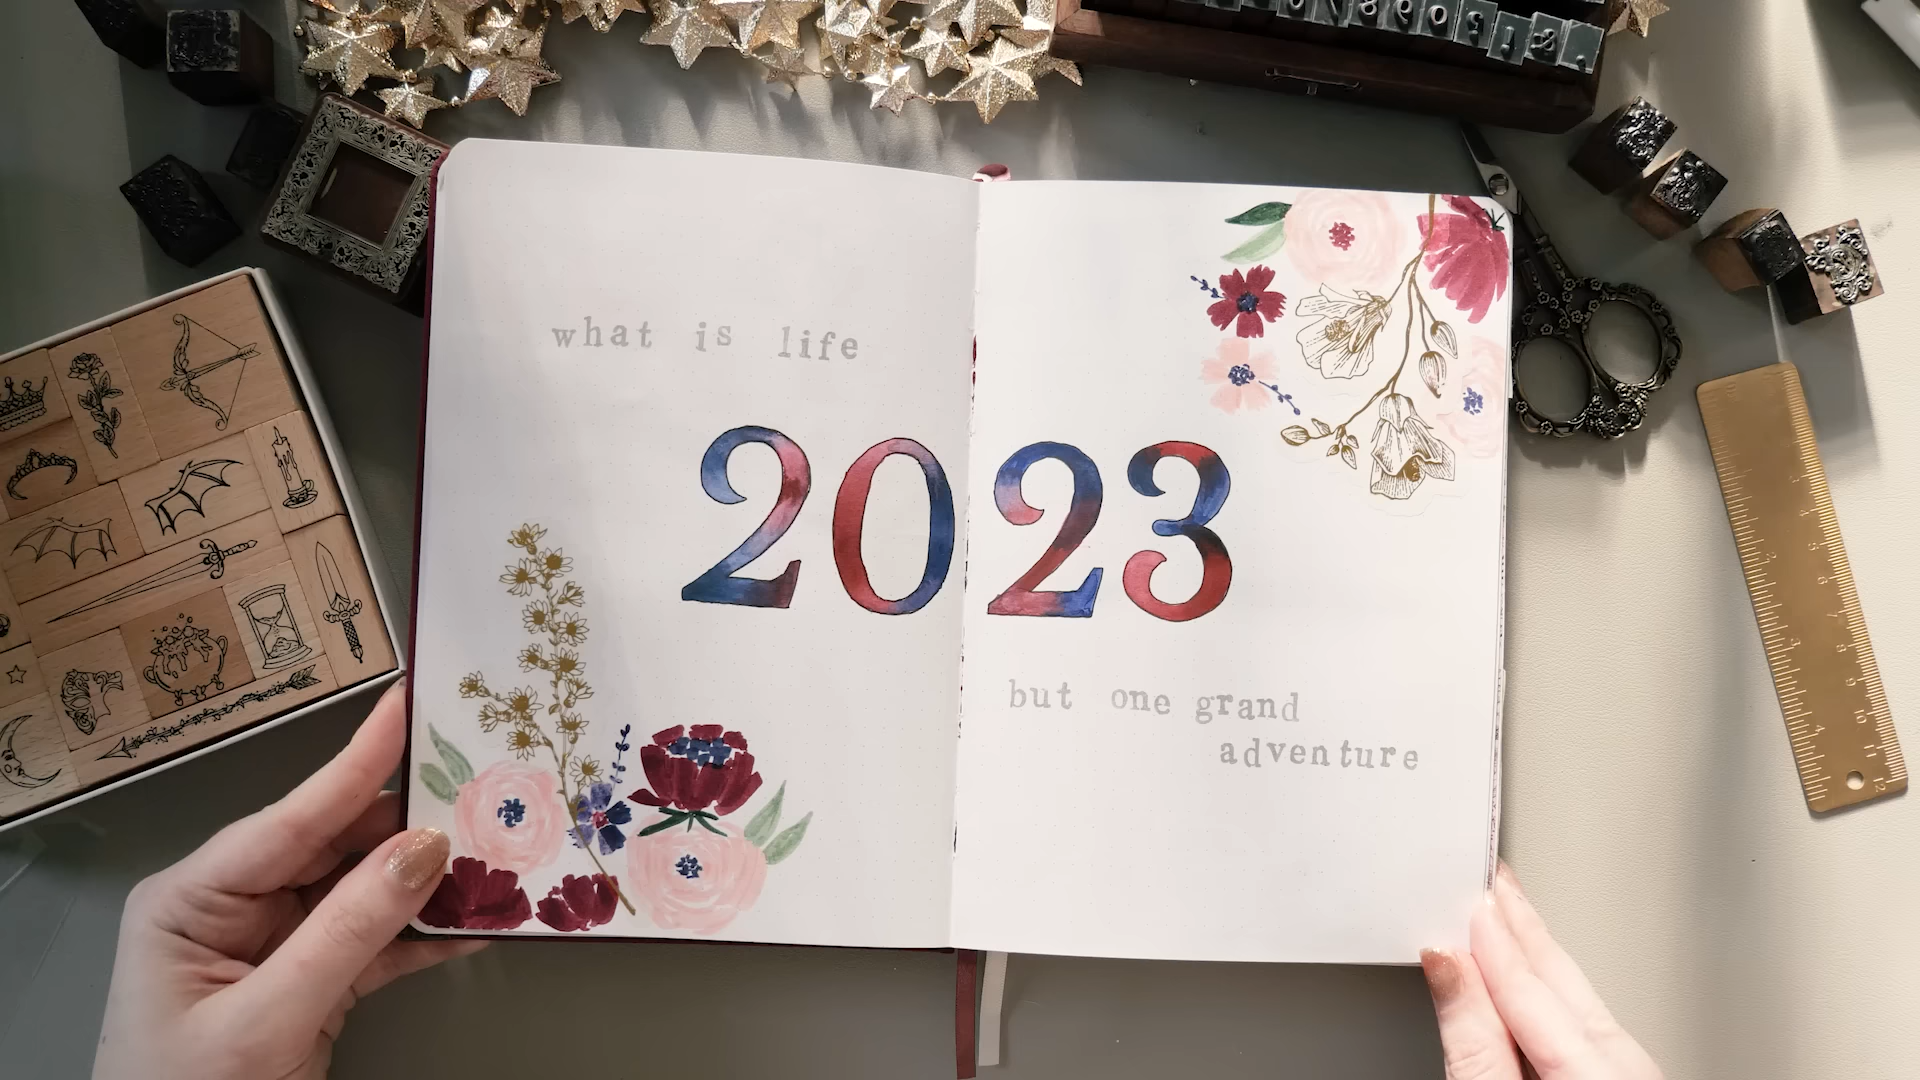 what is life
2023
but one grand
adventure